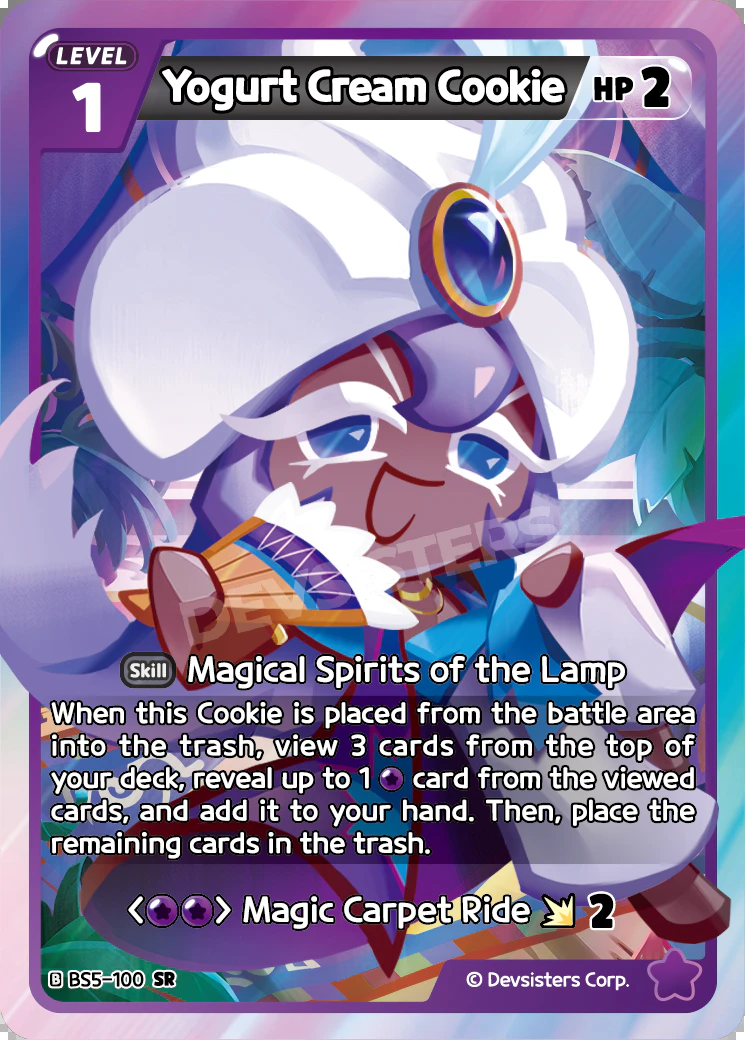 LEVEL
1
Yogurt Cream Cookie
HP 2
DEVSISTERS
Skill Magical Spirits of the Lamp
When this Cookie is placed from the battle area
into the trash, view 3 cards from the top of
your deck, reveal up to 1 card from the viewed
cards, and add it to your hand. Then, place the
remaining cards in the trash.
< > Magic Carpet Ride 2
B BS5-100 SR
© Devsisters Corp.